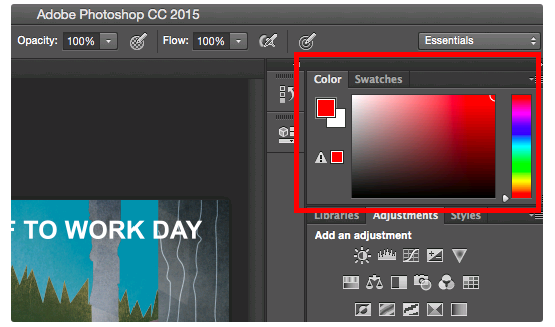 Adobe Photoshop CC 2015
Opacity: 100% Flow: 100% Essentials
Color Swatches
Libraries Adjustments Styles
Add an adjustment
F TO WORK DAY